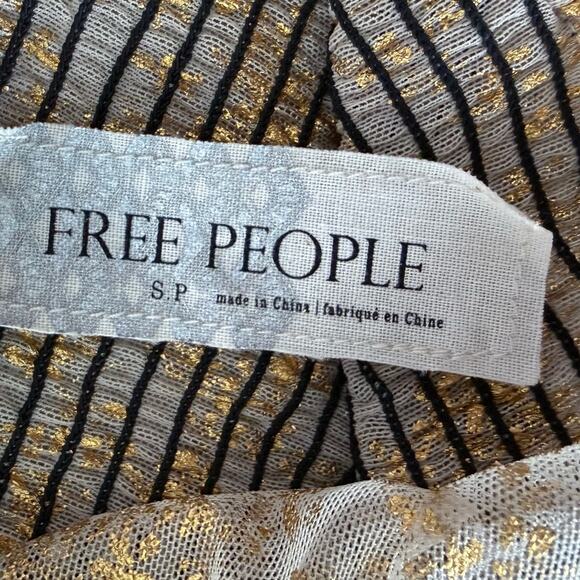 FREE PEOPLE
S.P made in China | fabriqué en Chine